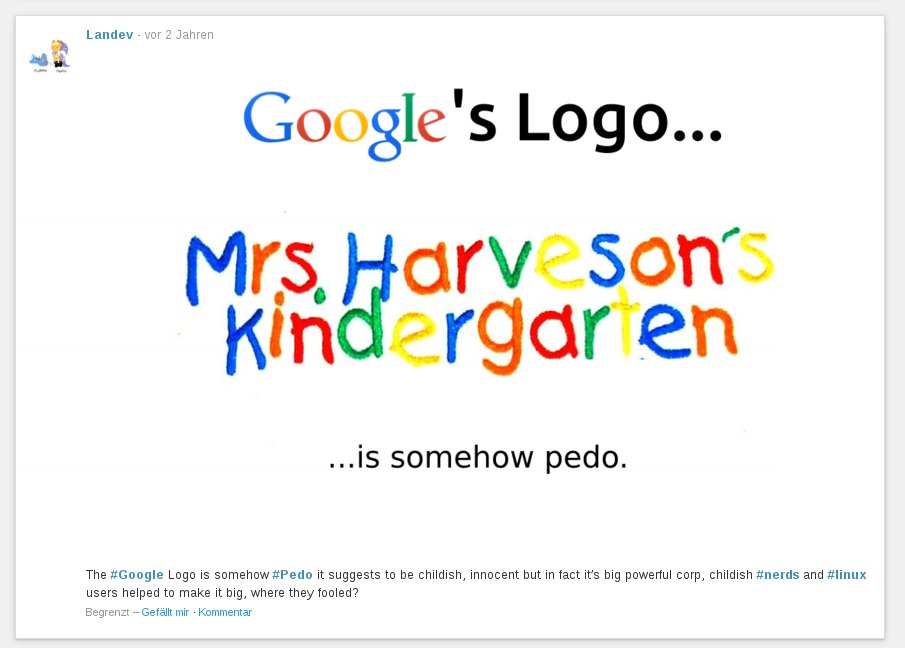 Landev · vor 2 Jahren
Google's Logo...
Mrs. Harveson's
Kindergarten
...is somehow pedo.
The #Google Logo is somehow #Pedo it suggests to be childish, innocent but in fact it's big powerful corp, childish #nerds and #linux
users helped to make it big, where they fooled?
Begrenzt – Gefällt mir · Kommentar